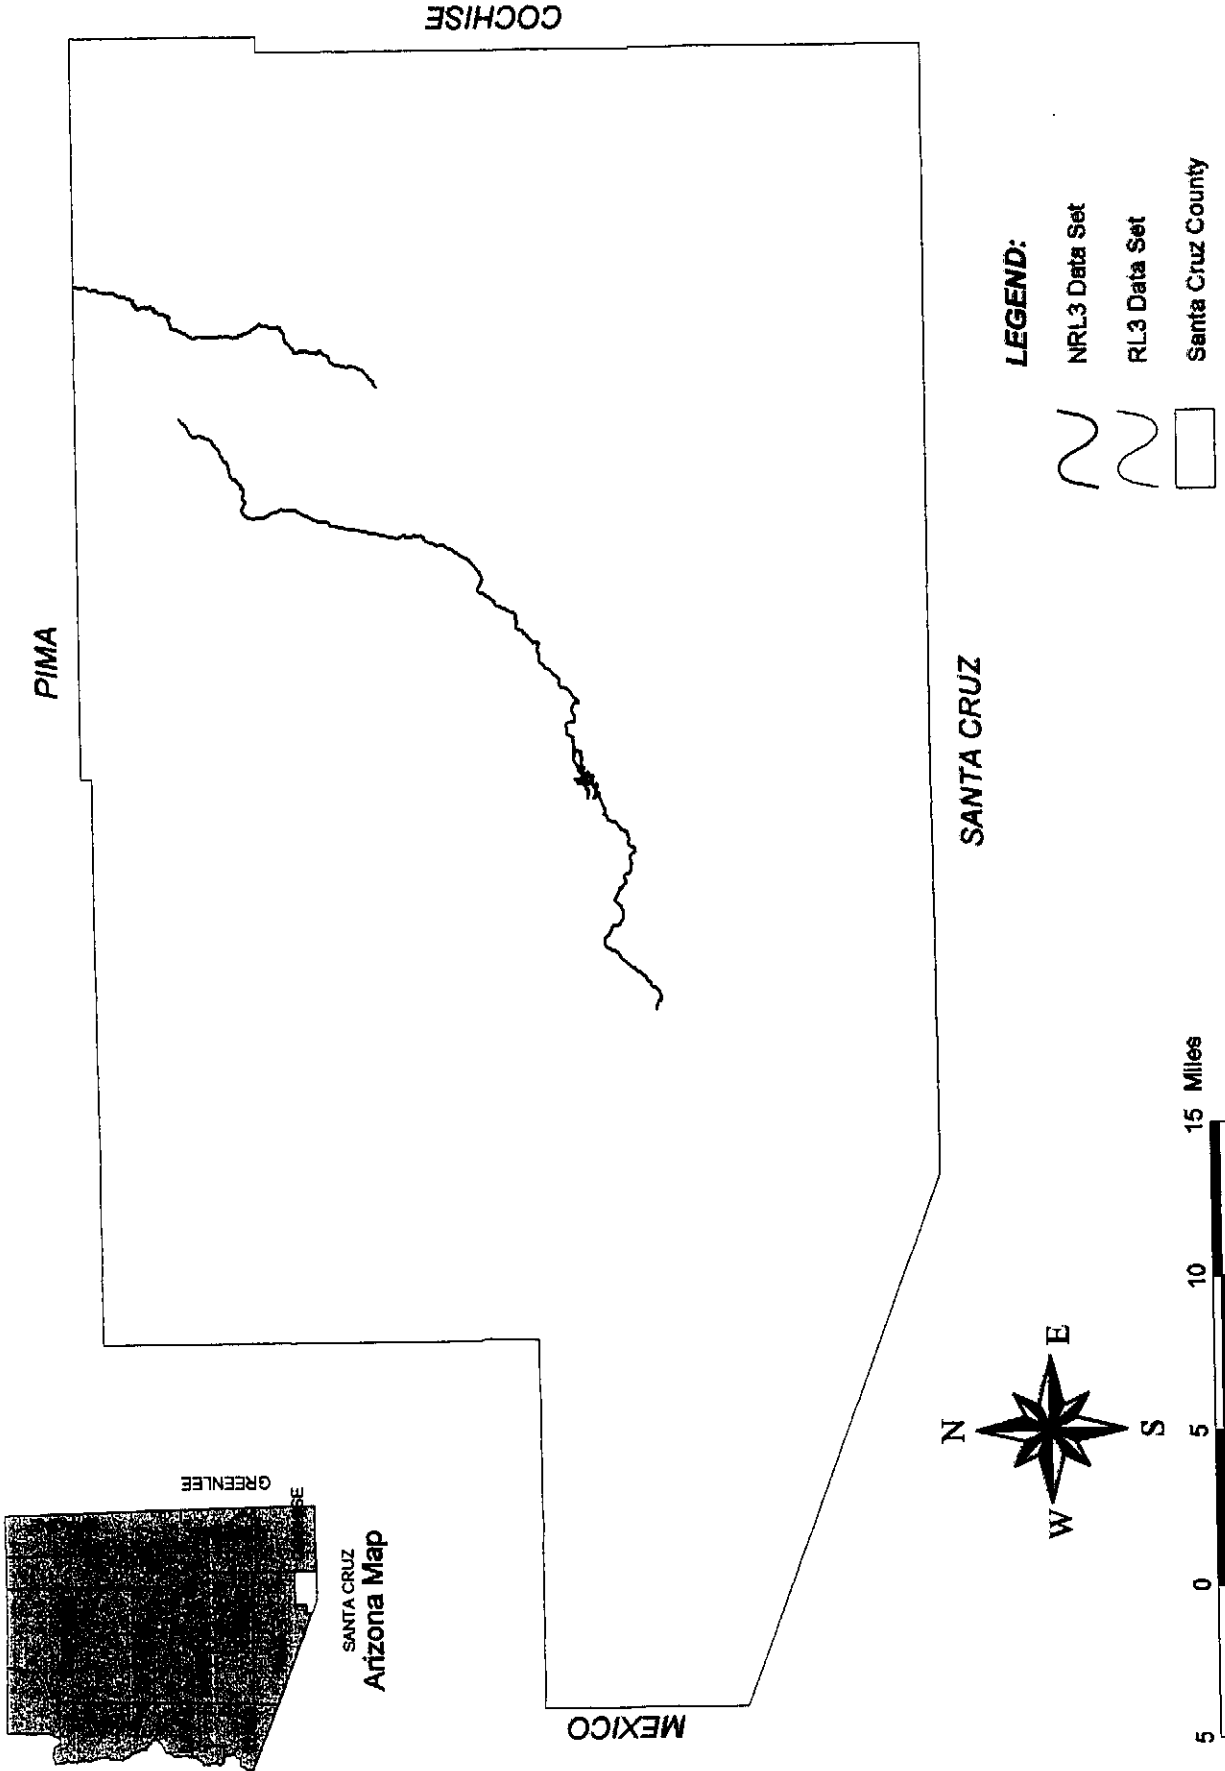 PIMA
COCHISE
GREENLEE
SANTA CRUZ
Arizona Map
MEXICO
SANTA CRUZ
N
W
E
S
5 0 5 10 15 Miles
LEGEND:
NRL3 Data Set
RL3 Data Set
Santa Cruz County